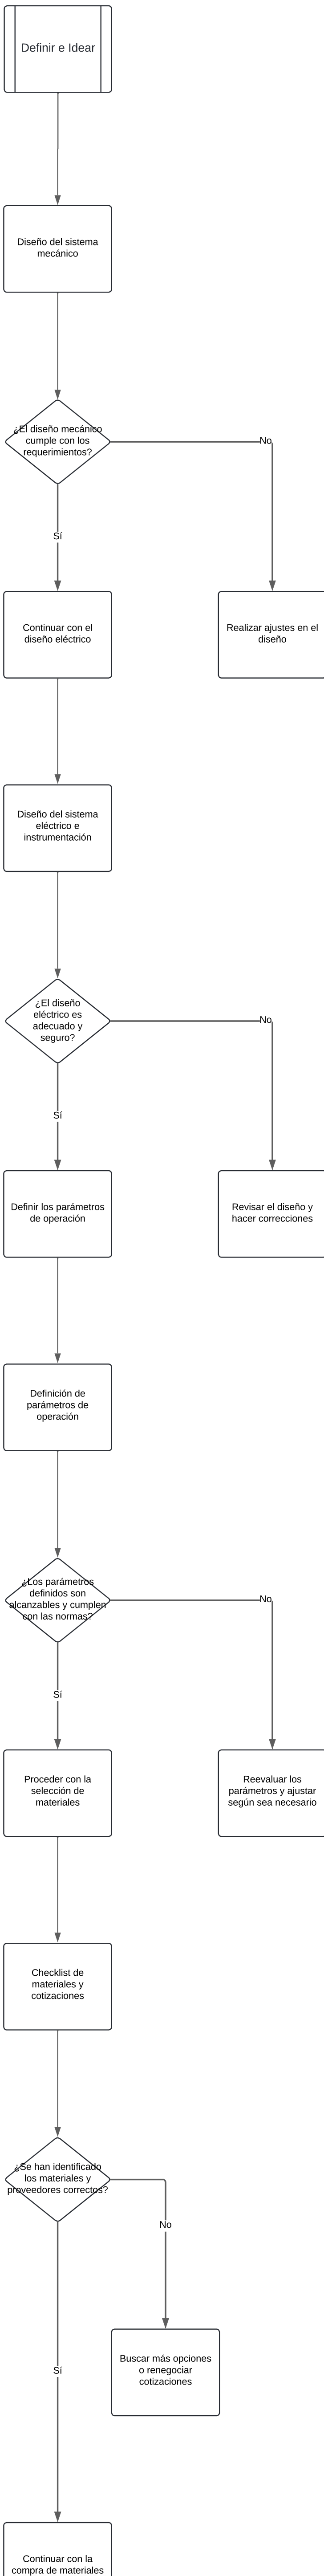 Definir e Idear
Diseño del sistema
mecánico
¿El diseño mecánico
cumple con los
requerimientos?
No
Sí
Continuar con el
diseño eléctrico
Realizar ajustes en el
diseño
Diseño del sistema
eléctrico e
instrumentación
¿El diseño
eléctrico es
adecuado y
seguro?
No
Sí
Definir los parámetros
de operación
Revisar el diseño y
hacer correcciones
Definición de
parámetros de
operación
¿Los parámetros
definidos son
alcanzables y cumplen
con las normas?
No
Sí
Proceder con la
selección de
materiales
Reevaluar los
parámetros y ajustar
según sea necesario
Checklist de
materiales y
cotizaciones
¿Se han identificado
los materiales y
proveedores correctos?
No
Buscar más opciones
o renegociar
cotizaciones
Sí
Continuar con la
compra de materiales